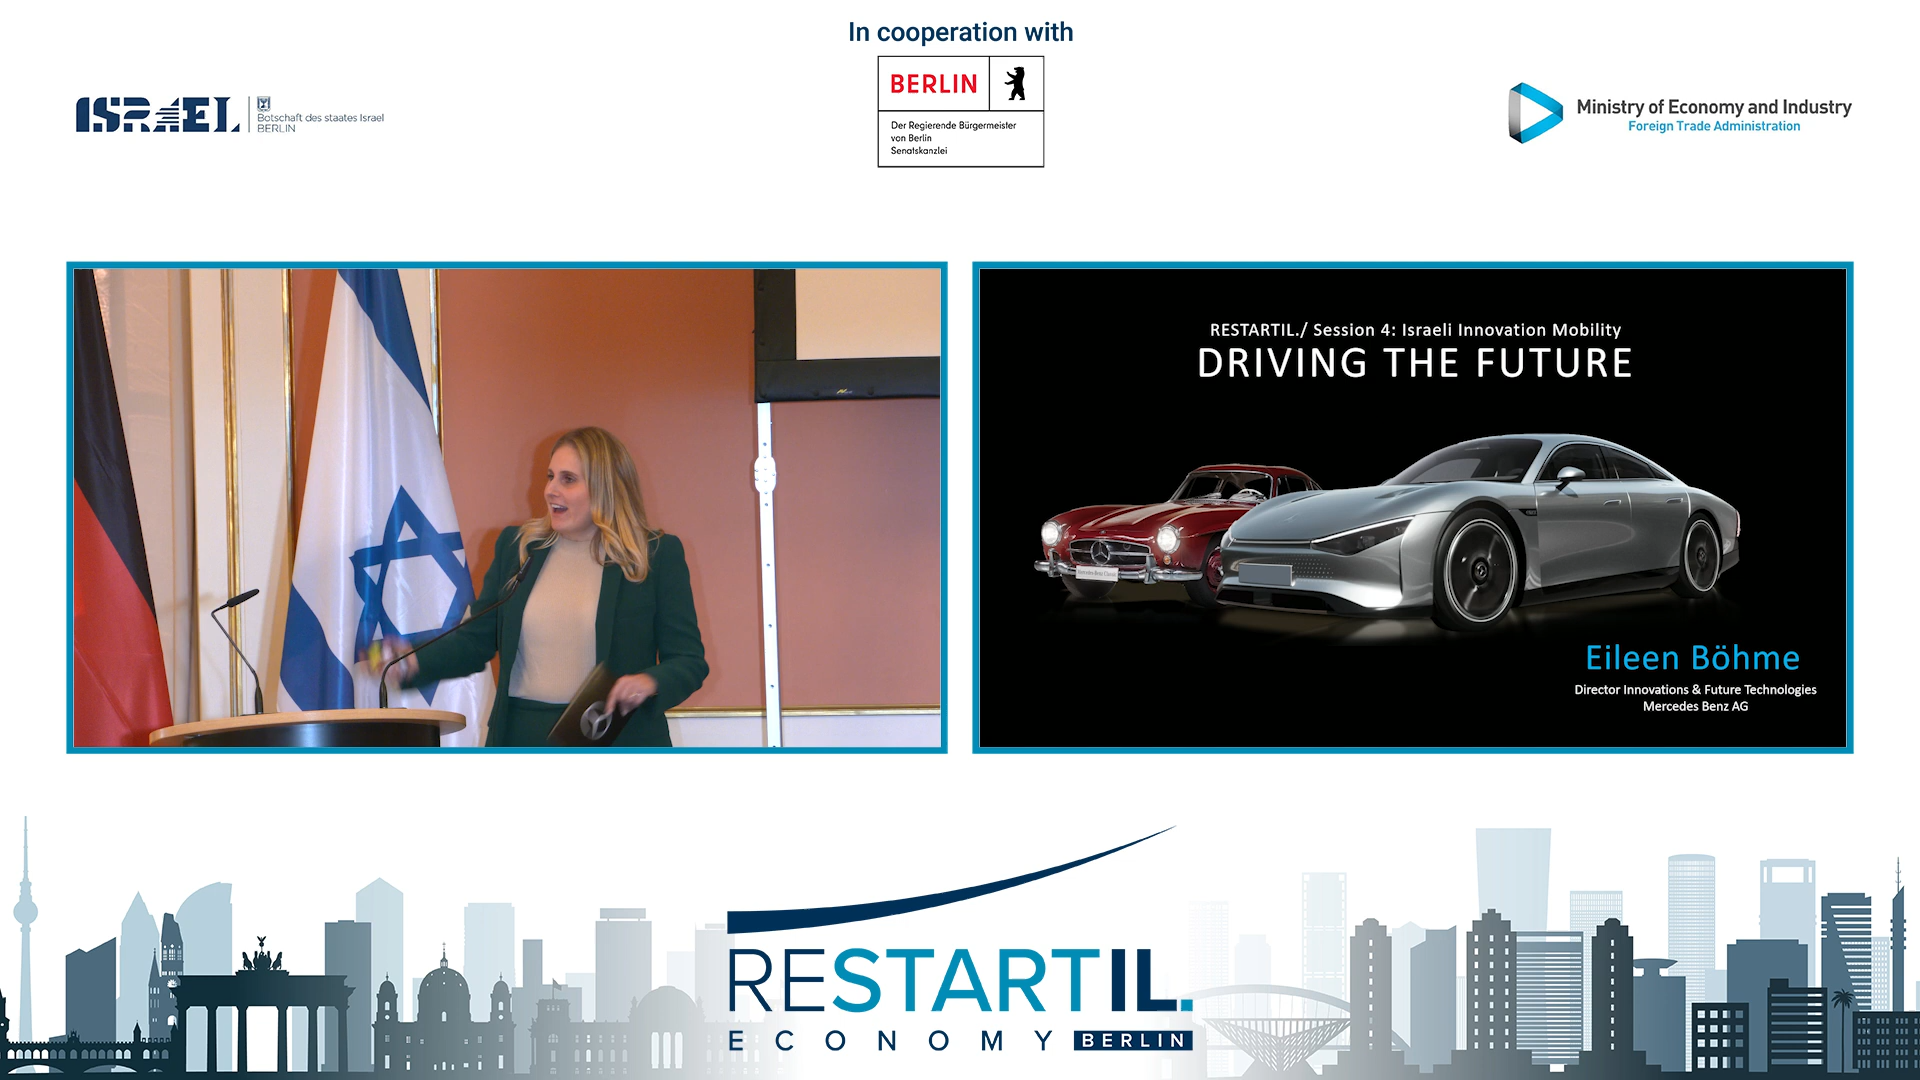 In cooperation with
ISRAEL
Botschaft des staates Israel
BERLIN
BERLIN
Der Regierende Bürgermeister
von Berlin
Senatskanzlei
Ministry of Economy and Industry
Foreign Trade Administration
RESTARTIL./ Session 4: Israeli Innovation Mobility
DRIVING THE FUTURE
Eileen Böhme
Director Innovations & Future Technologies
Mercedes Benz AG
RESTARTIL.
ECONOMY BERLIN